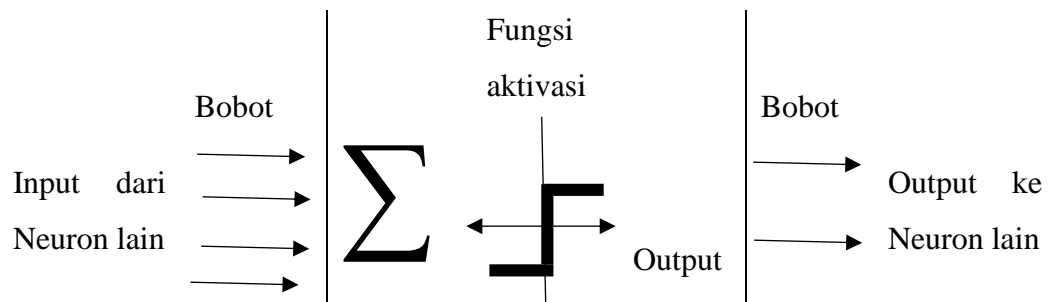 Fungsi
aktivasi
Bobot
Bobot
Input dari
Neuron lain
∑
Output
Output ke
Neuron lain